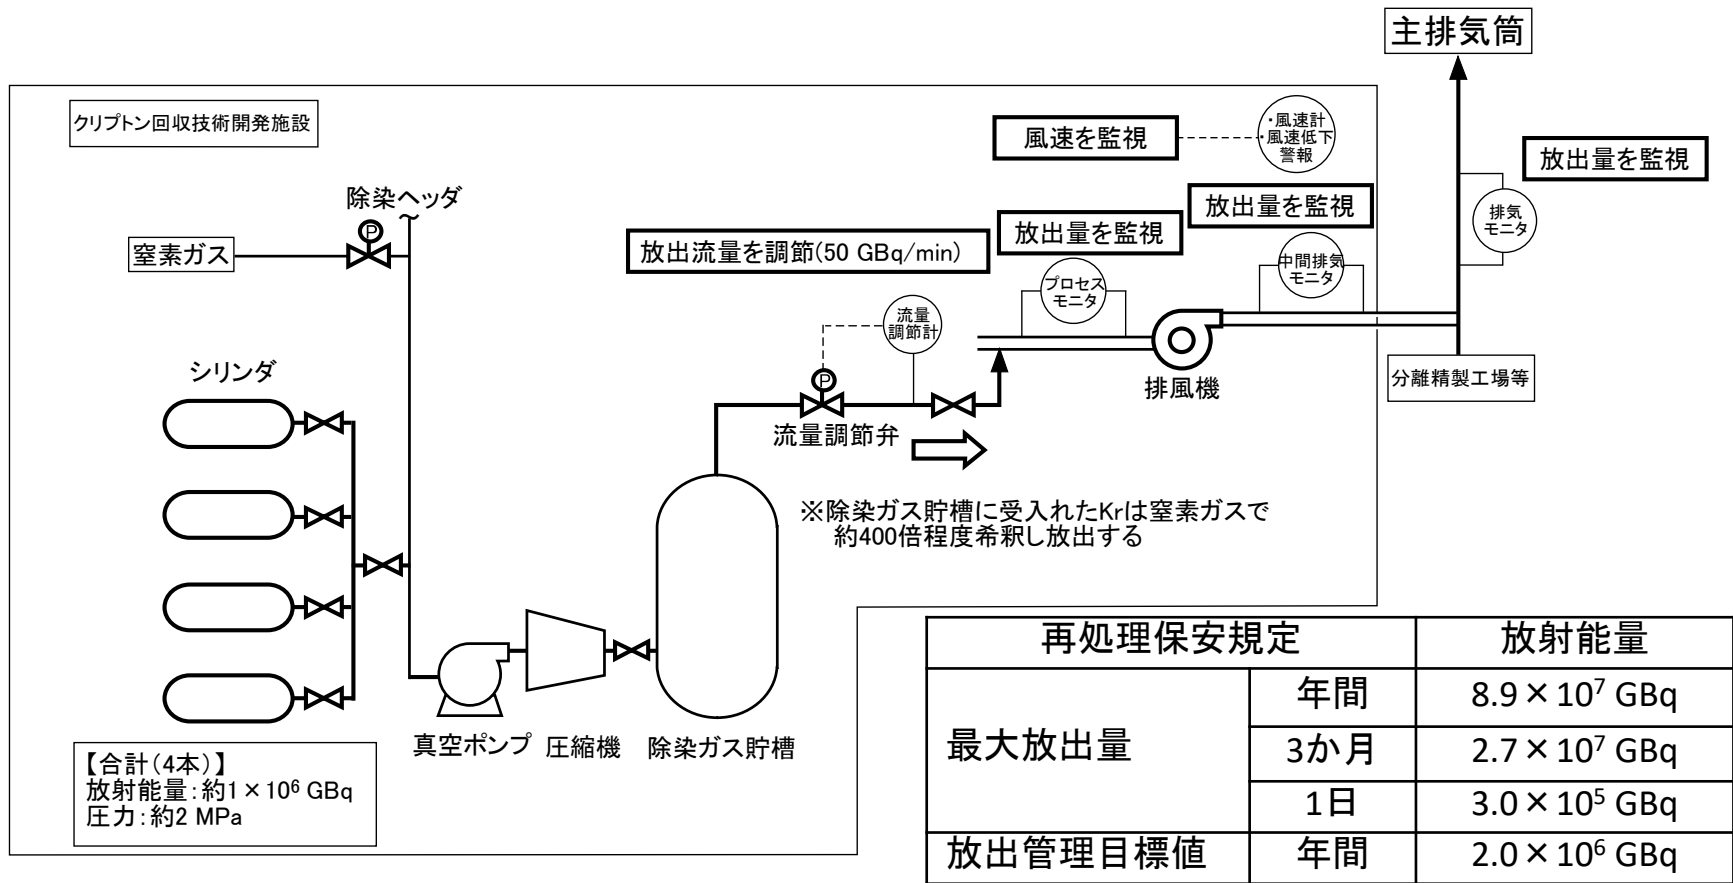 主排気筒
クリプトン回収技術開発施設
風速を監視
・風速計
・風速低下
警報
放出量を監視
除染ヘッダ
P
窒素ガス
放出流量を調節(50 GBq/min)
放出量を監視
放出量を監視
排気
モニタ
中間排気
モニタ
プロセス
モニタ
流量
調節計
P
シリンダ
排風機
分離精製工場等
流量調節弁
※除染ガス貯槽に受入れたKrは窒素ガスで
約400倍程度希釈し放出する
真空ポンプ
圧縮機
除染ガス貯槽
【合計(4本)】
放射能量:約1×10⁶ GBq
圧力:約2 MPa
再処理保安規定 放射能量
最大放出量 年間 8.9×10⁷ GBq
3か月 2.7×10⁷ GBq
1日 3.0×10⁵ GBq
放出管理目標値 年間 2.0×10⁶ GBq